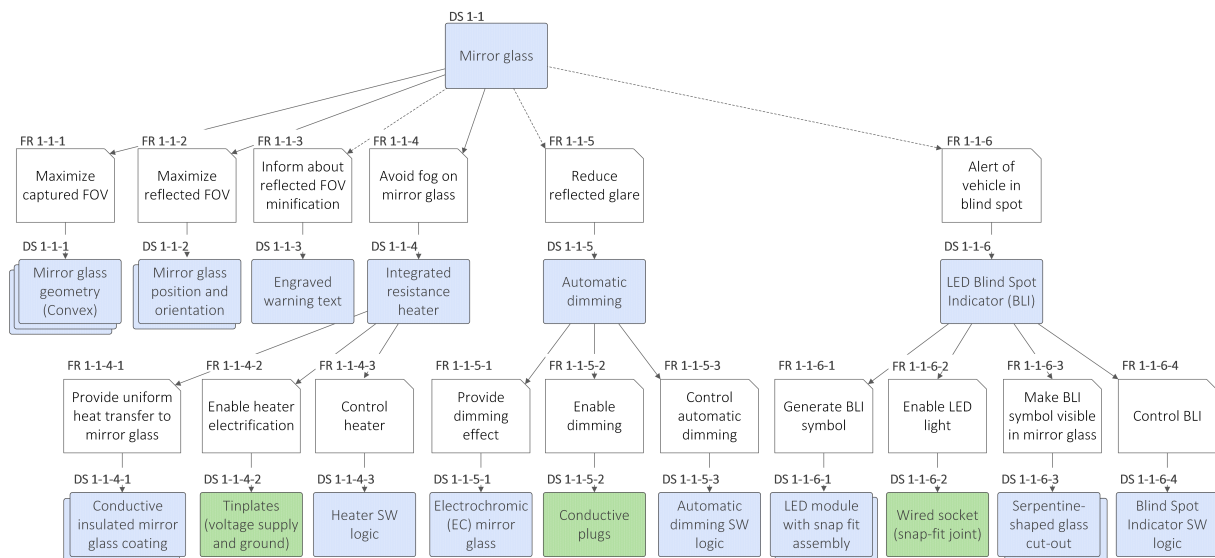 DS 1-1
Mirror glass
FR 1-1-1
Maximize
captured FOV
FR 1-1-2
Maximize
reflected FOV
FR 1-1-3
Inform about
reflected FOV
minification
FR 1-1-4
Avoid fog on
mirror glass
FR 1-1-5
Reduce
reflected glare
FR 1-1-6
Alert of
vehicle in
blind spot
DS 1-1-1
Mirror glass
geometry
(Convex)
DS 1-1-2
Mirror glass
position and
orientation
DS 1-1-3
Engraved
warning text
DS 1-1-4
Integrated
resistance
heater
DS 1-1-5
Automatic
dimming
DS 1-1-6
LED Blind Spot
Indicator (BLI)
FR 1-1-4-1
Provide uniform
heat transfer to
mirror glass
FR 1-1-4-2
Enable heater
electrification
FR 1-1-4-3
Control
heater
FR 1-1-5-1
Provide
dimming
effect
FR 1-1-5-2
Enable
dimming
FR 1-1-5-3
Control
automatic
dimming
FR 1-1-6-1
Generate BLI
symbol
FR 1-1-6-2
Enable LED
light
FR 1-1-6-3
Make BLI
symbol visible
in mirror glass
FR 1-1-6-4
Control BLI
DS 1-1-4-1
Conductive
insulated mirror
glass coating
DS 1-1-4-2
Tinplates
(voltage supply
and ground)
DS 1-1-4-3
Heater SW
logic
DS 1-1-5-1
Electrochromic
(EC) mirror
glass
DS 1-1-5-2
Conductive
plugs
DS 1-1-5-3
Automatic
dimming SW
logic
DS 1-1-6-1
LED module
with snap fit
assembly
DS 1-1-6-2
Wired socket
(snap-fit joint)
DS 1-1-6-3
Serpentine-
shaped glass
cut-out
DS 1-1-6-4
Blind Spot
Indicator SW
logic